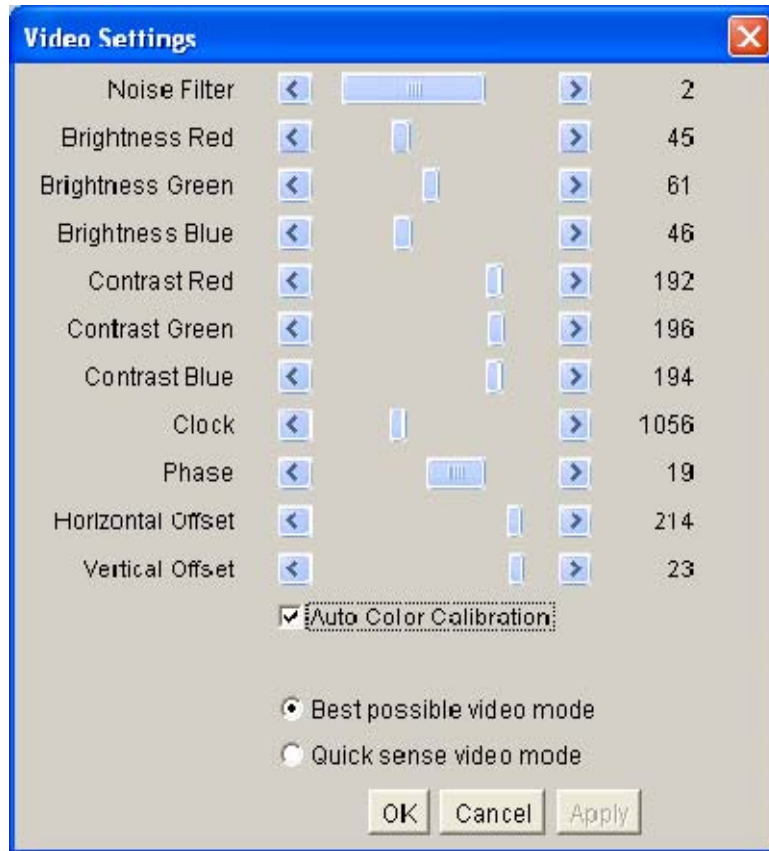 Video Settings
Noise Filter 2
Brightness Red 45
Brightness Green 61
Brightness Blue 46
Contrast Red 192
Contrast Green 196
Contrast Blue 194
Clock 1056
Phase 19
Horizontal Offset 214
Vertical Offset 23
Auto Color Calibration
Best possible video mode
Quick sense video mode
OK Cancel Apply